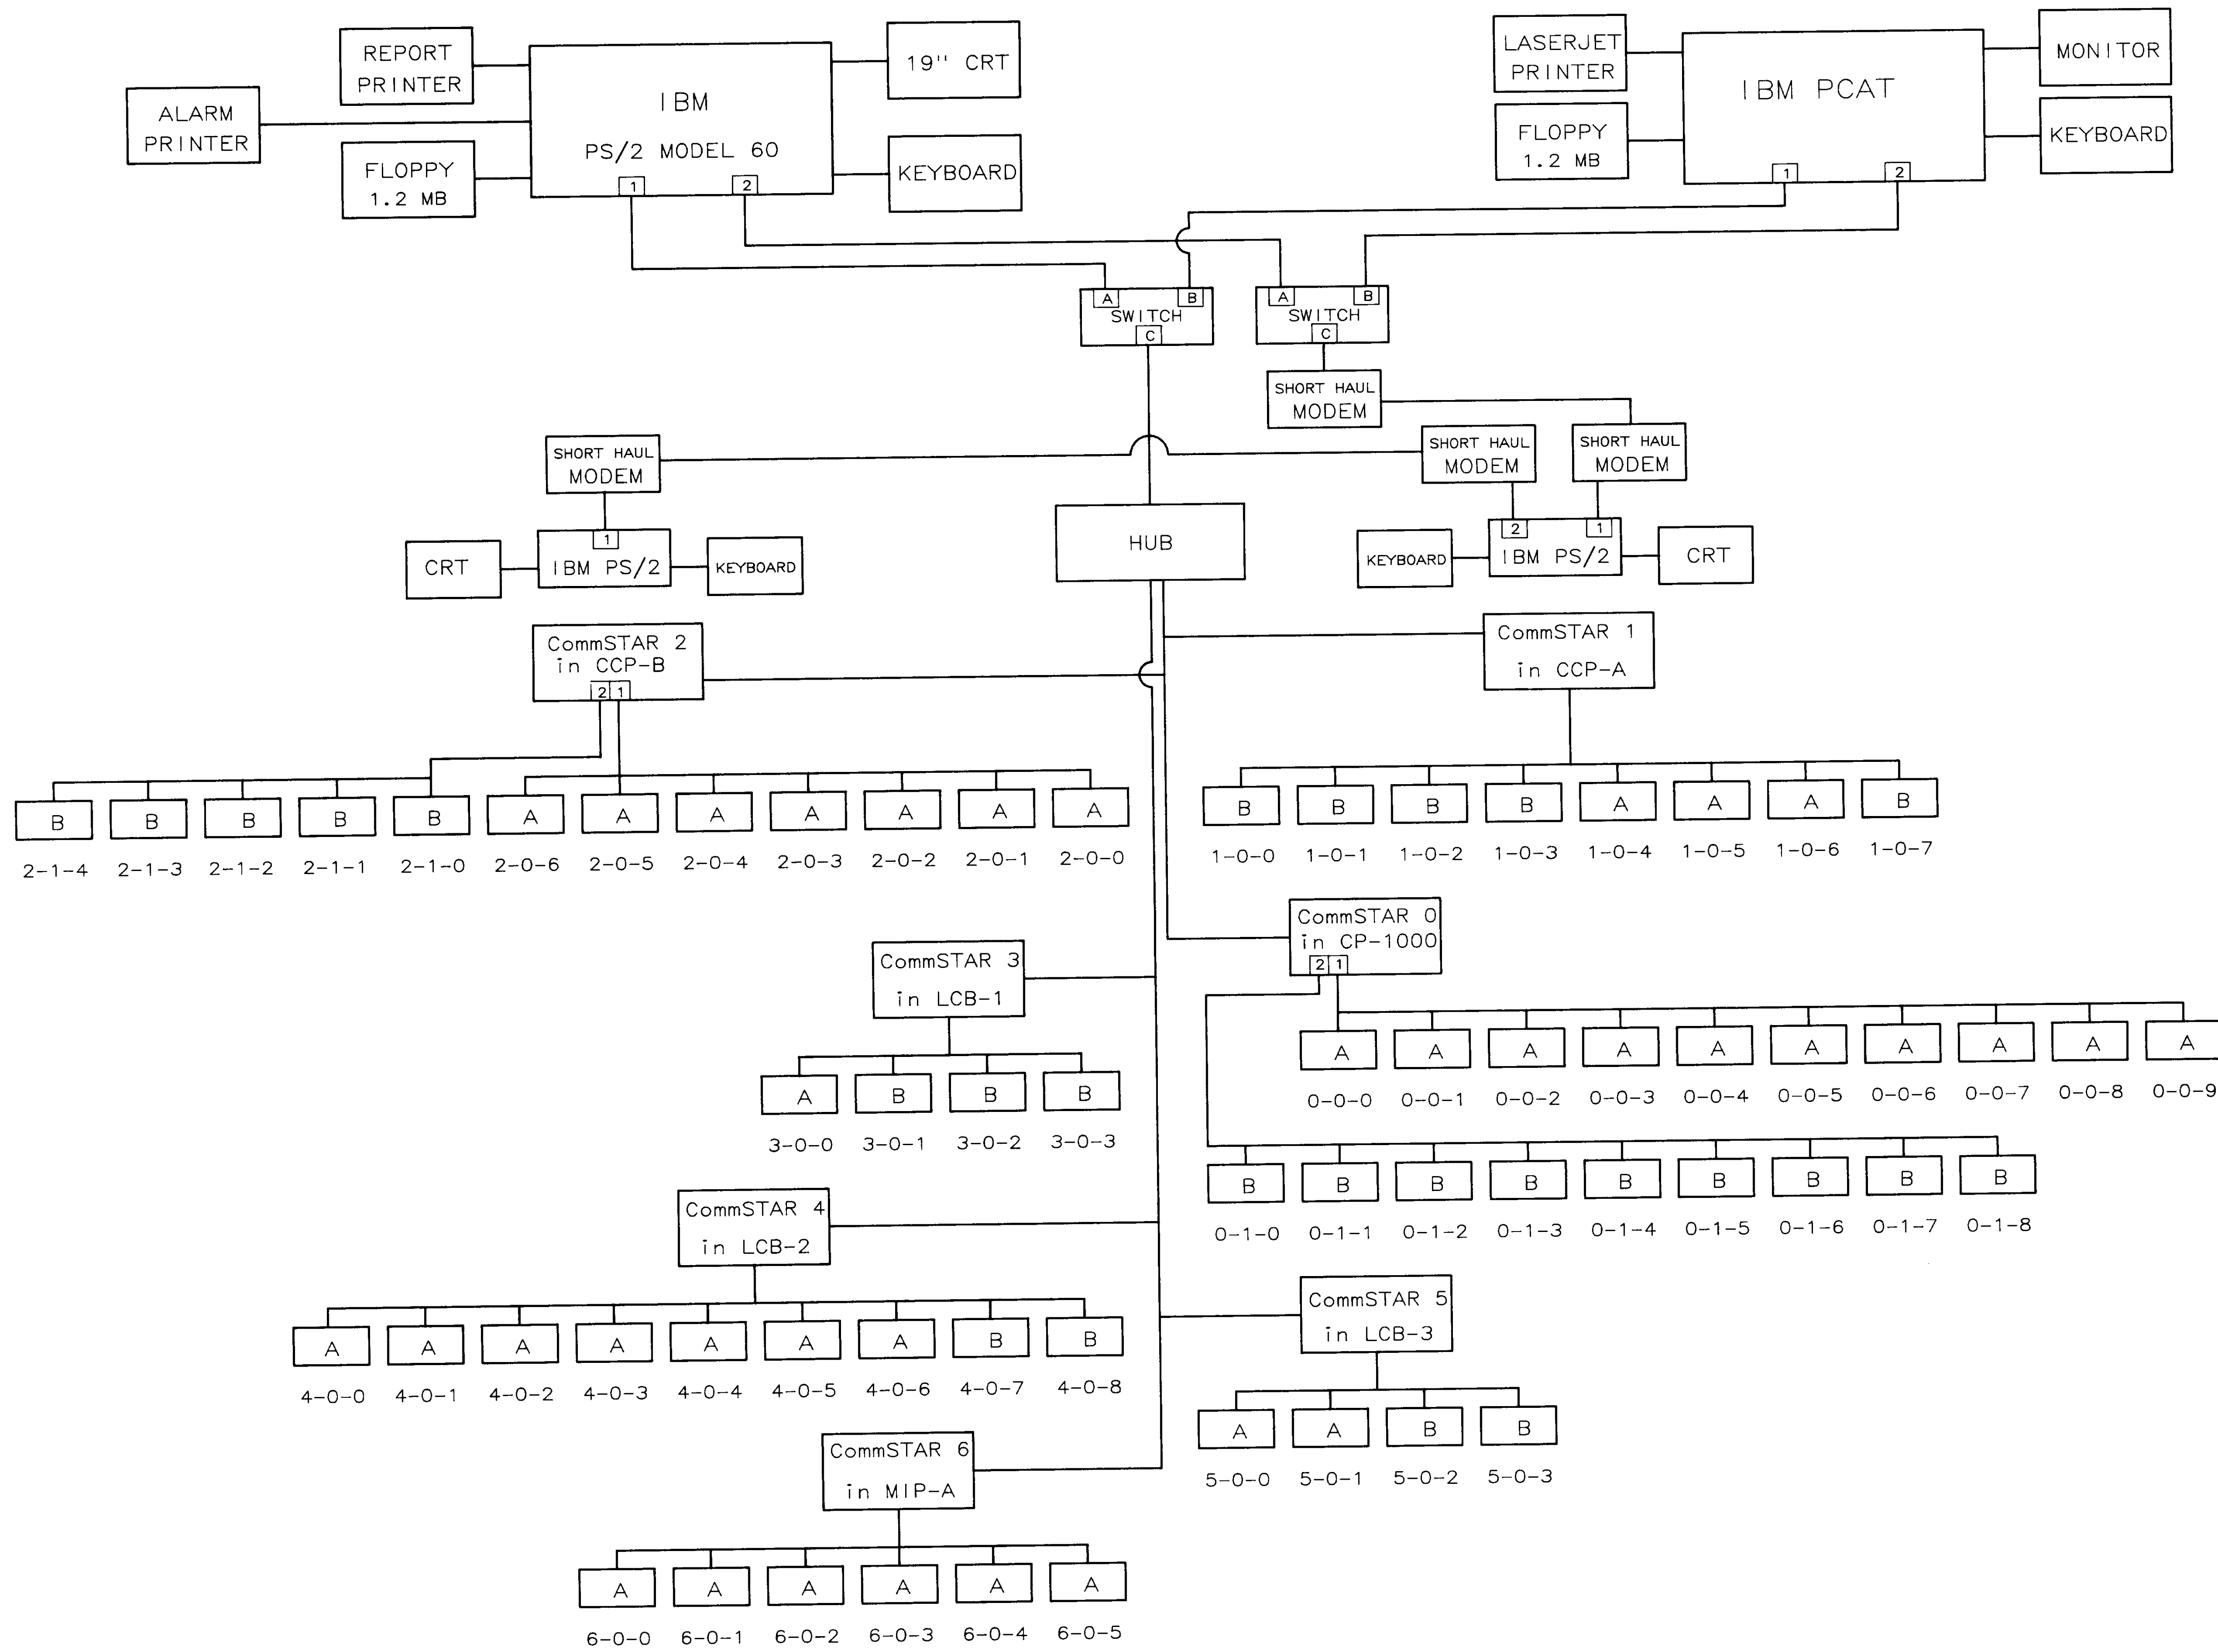 REPORT
PRINTER
ALARM
PRINTER
FLOPPY
1.2 MB
IBM
PS/2 MODEL 60
1
2
19" CRT
KEYBOARD
LASERJET
PRINTER
FLOPPY
1.2 MB
IBM PCAT
1
2
MONITOR
KEYBOARD
A
B
SWITCH
C
A
B
SWITCH
C
SHORT HAUL
MODEM
SHORT HAUL
MODEM
SHORT HAUL
MODEM
SHORT HAUL
MODEM
CRT
1
IBM PS/2
KEYBOARD
HUB
KEYBOARD
2
1
IBM PS/2
CRT
CommSTAR 2
in CCP-B
2 1
CommSTAR 1
in CCP-A
B B B B B A A A A A A A
2-1-4 2-1-3 2-1-2 2-1-1 2-1-0 2-0-6 2-0-5 2-0-4 2-0-3 2-0-2 2-0-1 2-0-0
B B B B A A A B
1-0-0 1-0-1 1-0-2 1-0-3 1-0-4 1-0-5 1-0-6 1-0-7
CommSTAR 0
in CP-1000
2 1
A A A A A A A A A A
0-0-0 0-0-1 0-0-2 0-0-3 0-0-4 0-0-5 0-0-6 0-0-7 0-0-8 0-0-9
B B B B B B B B B
0-1-0 0-1-1 0-1-2 0-1-3 0-1-4 0-1-5 0-1-6 0-1-7 0-1-8
CommSTAR 3
in LCB-1
A B B B
3-0-0 3-0-1 3-0-2 3-0-3
CommSTAR 4
in LCB-2
A A A A A A A B B
4-0-0 4-0-1 4-0-2 4-0-3 4-0-4 4-0-5 4-0-6 4-0-7 4-0-8
CommSTAR 5
in LCB-3
A A B B
5-0-0 5-0-1 5-0-2 5-0-3
CommSTAR 6
in MIP-A
A A A A A A
6-0-0 6-0-1 6-0-2 6-0-3 6-0-4 6-0-5